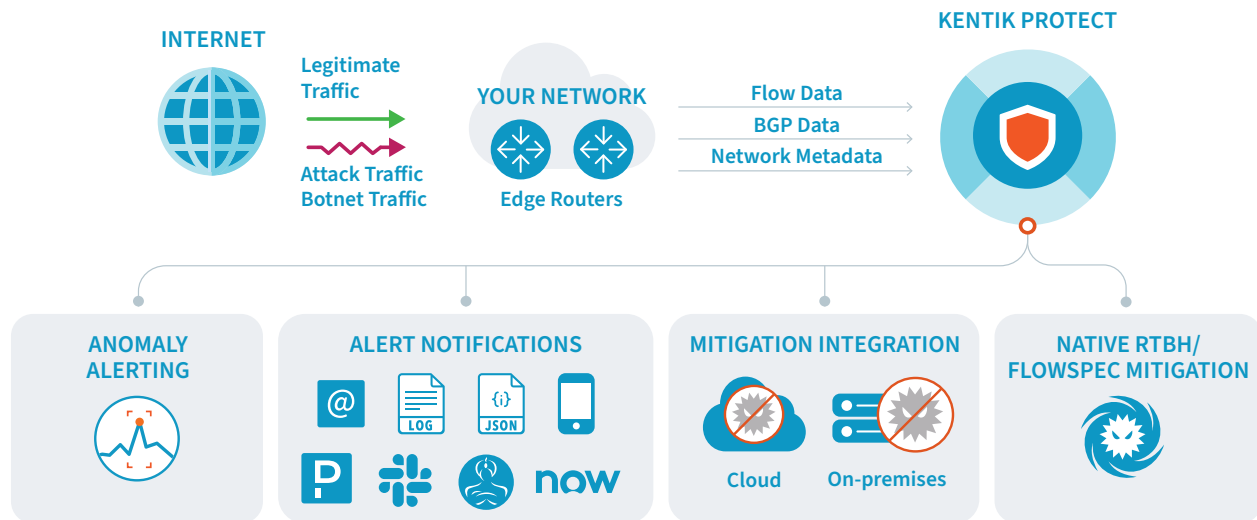 INTERNET
Legitimate
Traffic
Attack Traffic
Botnet Traffic
YOUR NETWORK
Edge Routers
Flow Data
BGP Data
Network Metadata
KENTIK PROTECT
ANOMALY
ALERTING
ALERT NOTIFICATIONS
@
LOG
{i}
JSON
P
now
MITIGATION INTEGRATION
Cloud
On-premises
NATIVE RTBH/
FLOWSPEC MITIGATION